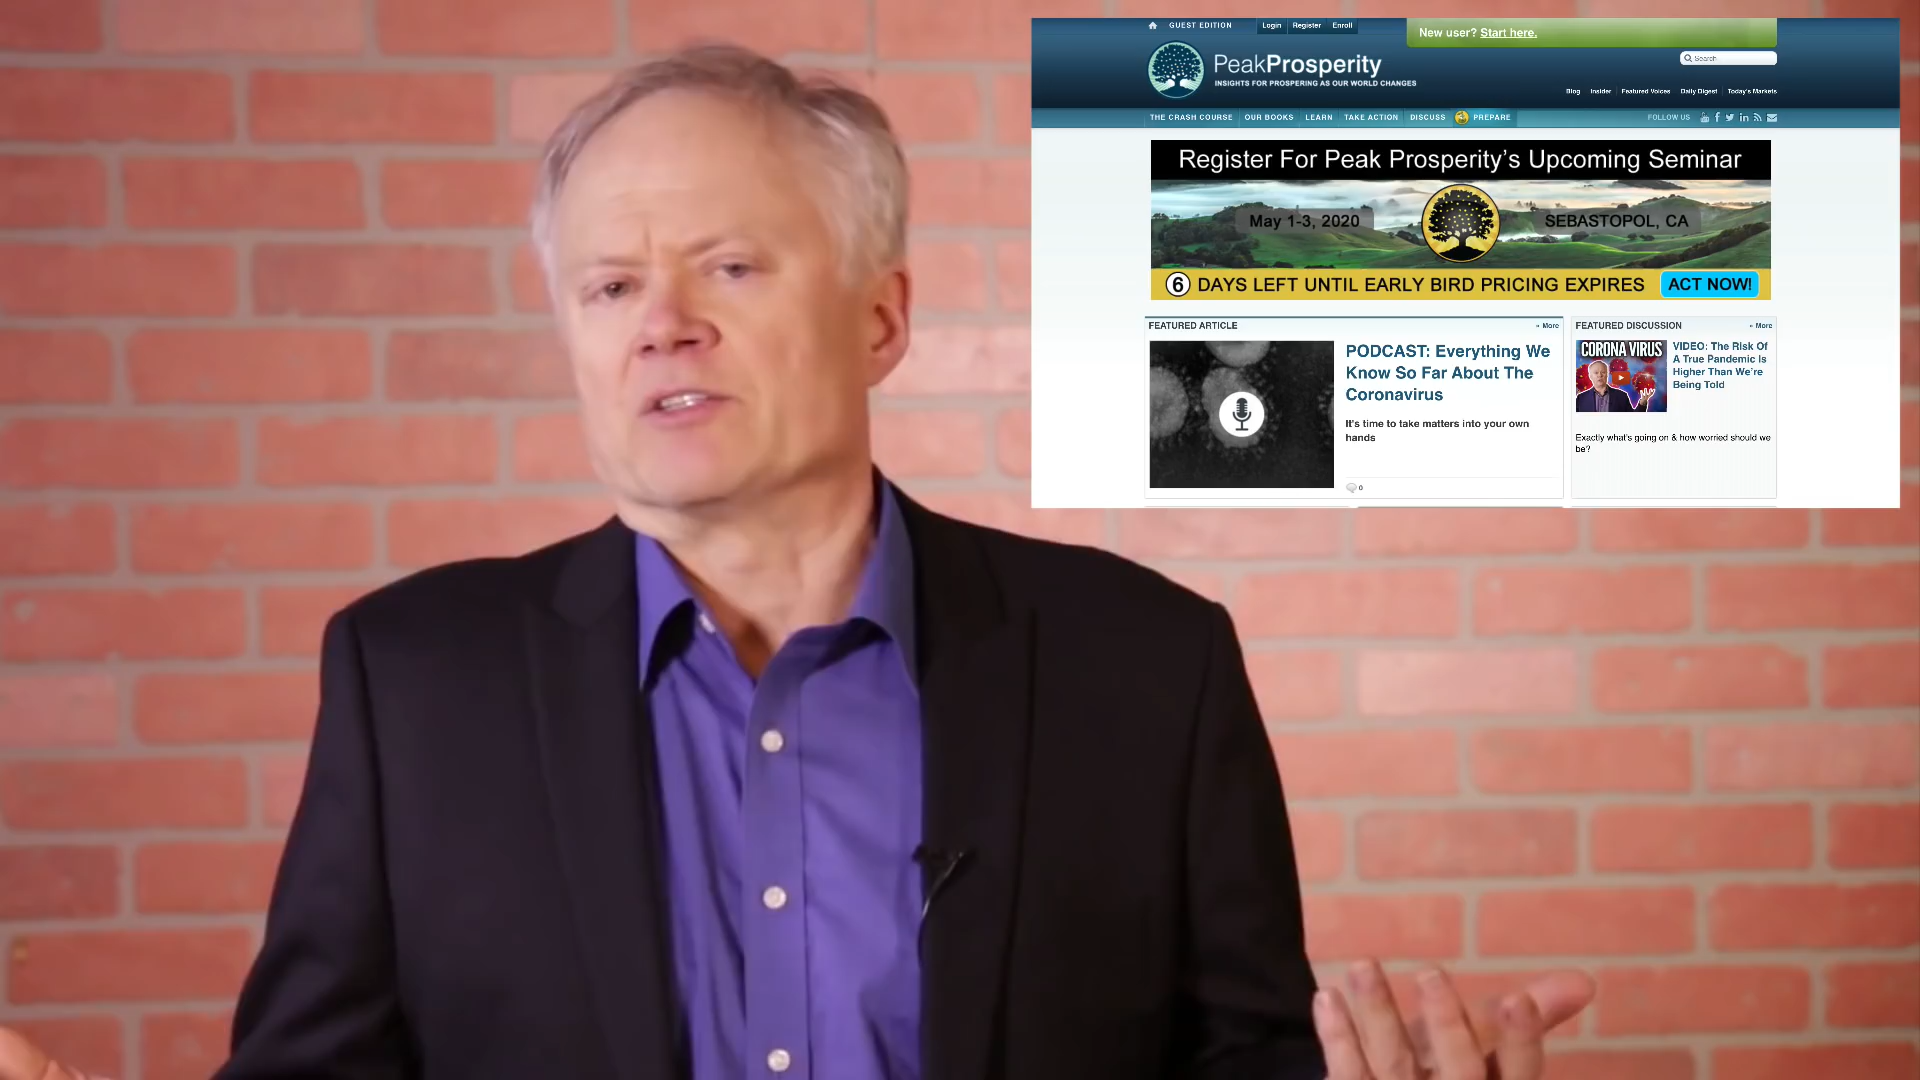 GUEST EDITION
Login Register Enroll
New user? Start here.
PeakProsperity
INSIGHTS FOR PROSPERING AS OUR WORLD CHANGES
Search
Blog Insider Featured Voices Daily Digest Today's Markets
THE CRASH COURSE OUR BOOKS LEARN TAKE ACTION DISCUSS PREPARE
FOLLOW US
Register For Peak Prosperity's Upcoming Seminar
May 1-3, 2020
SEBASTOPOL, CA
6 DAYS LEFT UNTIL EARLY BIRD PRICING EXPIRES ACT NOW!
FEATURED ARTICLE
» More
PODCAST: Everything We
Know So Far About The
Coronavirus
It's time to take matters into your own
hands
0
FEATURED DISCUSSION
» More
CORONA VIRUS
VIDEO: The Risk Of
A True Pandemic Is
Higher Than We're
Being Told
Exactly what's going on & how worried should we
be?